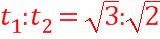 t₁:t₂ = √3:√2